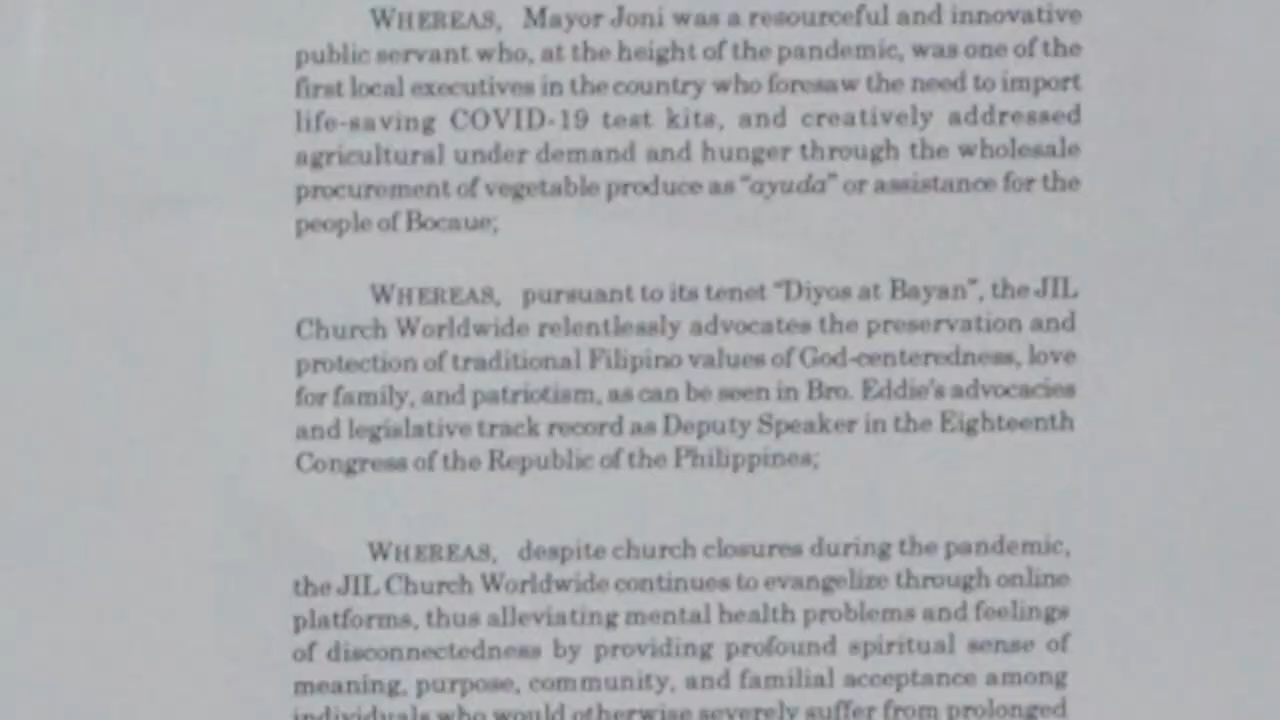 WHEREAS, Mayor Joni was a resourceful and innovative
public servant who, at the height of the pandemic, was one of the
first local executives in the country who foresaw the need to import
life-saving COVID-19 test kits, and creatively addressed
agricultural under demand and hunger through the wholesale
procurement of vegetable produce as "ayuda" or assistance for the
people of Bocaue;
WHEREAS, pursuant to its tenet "Diyos at Bayan", the JIL
Church Worldwide relentlessly advocates the preservation and
protection of traditional Filipino values of God-centeredness, love
for family, and patriotism, as can be seen in Bro. Eddie's advocacies
and legislative track record as Deputy Speaker in the Eighteenth
Congress of the Republic of the Philippines;
WHEREAS, despite church closures during the pandemic,
the JIL Church Worldwide continues to evangelize through online
platforms, thus alleviating mental health problems and feelings
of disconnectedness by providing profound spiritual sense of
meaning, purpose, community, and familial acceptance among
individuals who would otherwise severely suffer from prolonged